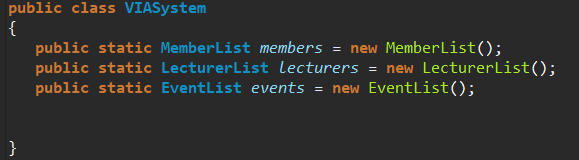 public class VIASystem
{
public static MemberList members = new MemberList();
public static LecturerList lecturers = new LecturerList();
public static EventList events = new EventList();
}